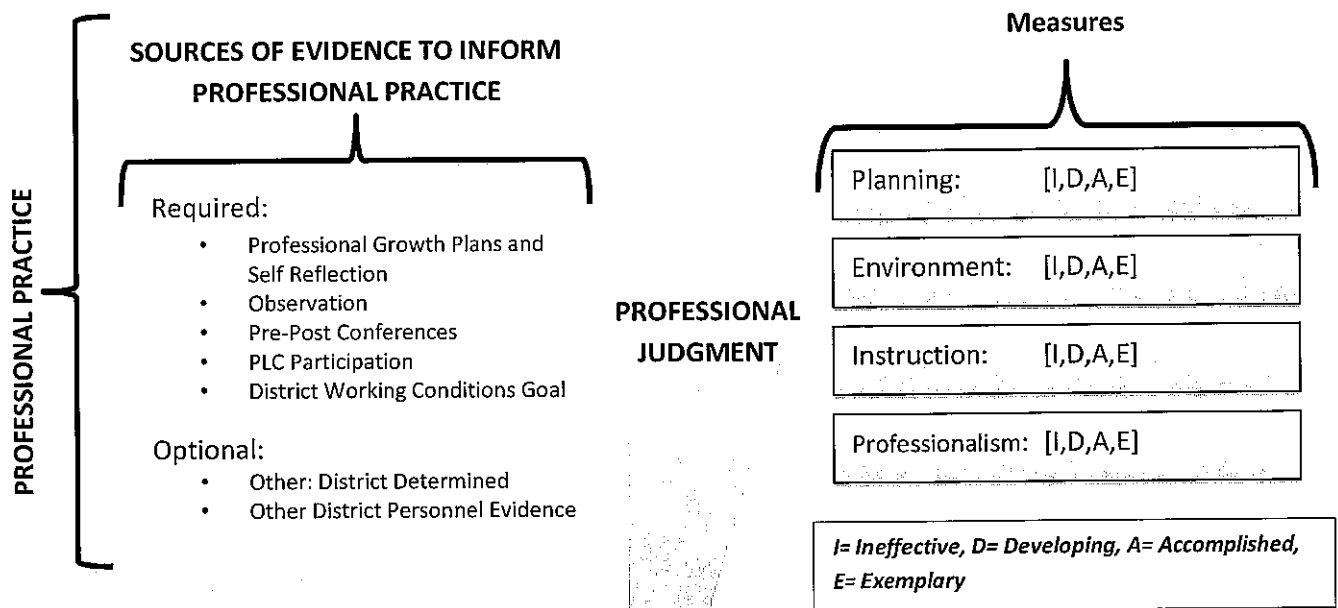 PROFESSIONAL PRACTICE
SOURCES OF EVIDENCE TO INFORM
PROFESSIONAL PRACTICE
Required:
• Professional Growth Plans and
Self Reflection
• Observation
• Pre-Post Conferences
• PLC Participation
• District Working Conditions Goal
Optional:
• Other: District Determined
• Other District Personnel Evidence
PROFESSIONAL
JUDGMENT
Measures
Planning: [I,D,A,E]
Environment: [I,D,A,E]
Instruction: [I,D,A,E]
Professionalism: [I,D,A,E]
I= Ineffective, D= Developing, A= Accomplished,
E= Exemplary